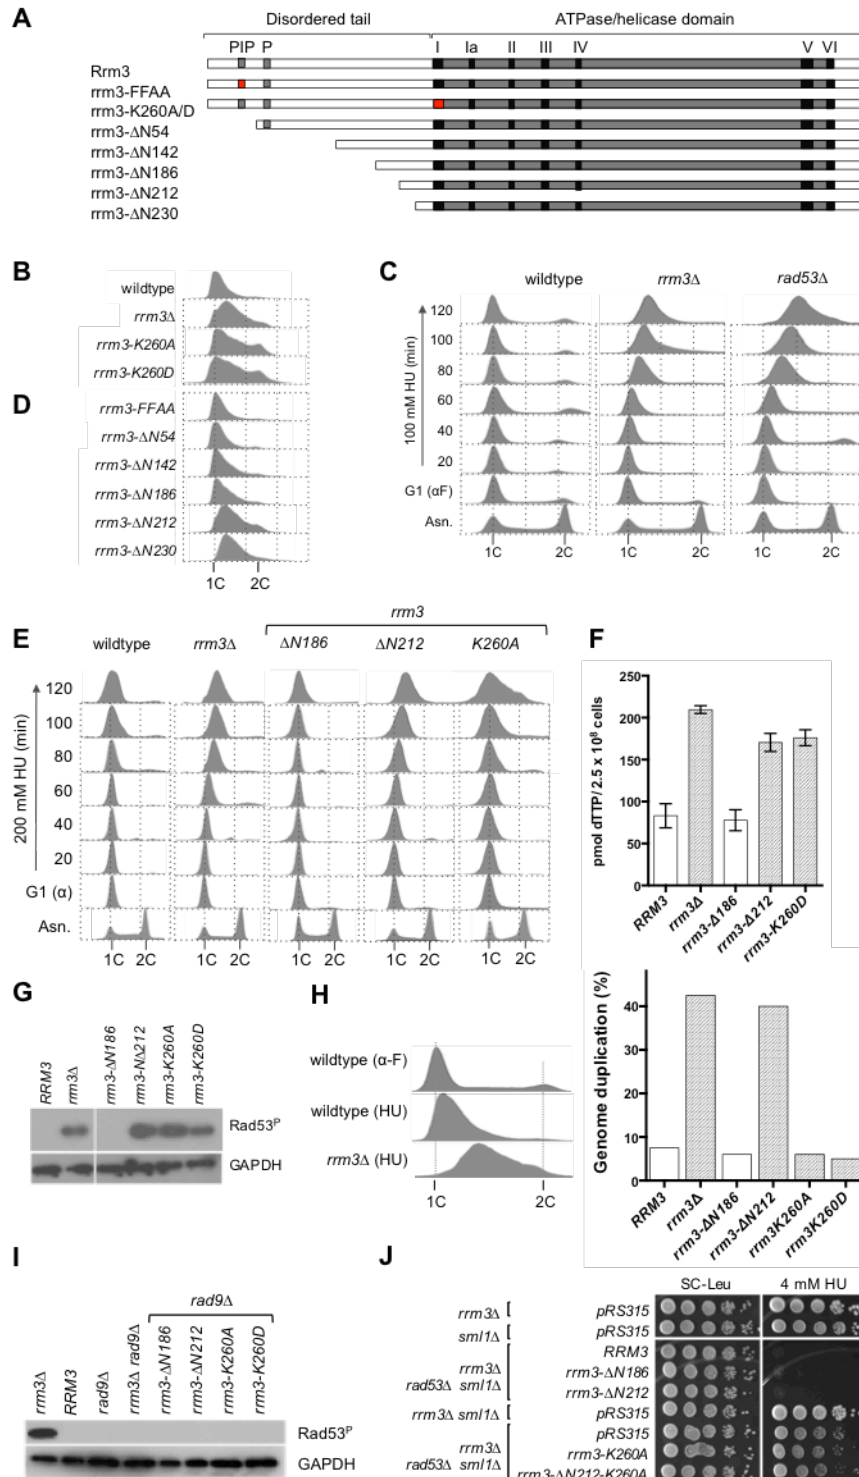 A
Disordered tail
ATPase/helicase domain
PIP P I Ia II III IV V VI
Rrm3
rrm3-FFAA
rrm3-K260A/D
rrm3-ΔN54
rrm3-ΔN142
rrm3-ΔN186
rrm3-ΔN212
rrm3-ΔN230
B
wildtype
rrm3Δ
rrm3-K260A
rrm3-K260D
D
rrm3-FFAA
rrm3-ΔN54
rrm3-ΔN142
rrm3-ΔN186
rrm3-ΔN212
rrm3-ΔN230
1C 2C
C
wildtype rrm3Δ rad53Δ
100 mM HU (min)
120
100
80
60
40
20
G1 (αF)
Asn.
1C 2C 1C 2C 1C 2C
E
rrm3
wildtype rrm3Δ ΔN186 ΔN212 K260A
200 mM HU (min)
120
100
80
60
40
20
G1 (α)
Asn.
1C 2C 1C 2C 1C 2C 1C 2C 1C 2C
F
pmol dTTP/ 2.5 x 10⁸ cells
250
200
150
100
50
0
RRM3
rrm3Δ
rrm3-Δ186
rrm3-Δ212
rrm3-K260D
G
RRM3
rrm3Δ
rrm3-ΔN186
rrm3-NΔ212
rrm3-K260A
rrm3-K260D
Rad53ᴾ
GAPDH
H
wildtype (α-F)
wildtype (HU)
rrm3Δ (HU)
1C 2C
Genome duplication (%)
40
20
10
0
RRM3
rrm3Δ
rrm3-ΔN186
rrm3-ΔN212
rrm3K260A
rrm3K260D
I
rad9Δ
rrm3Δ
RRM3
rad9Δ
rrm3Δ rad9Δ
rrm3-ΔN186
rrm3-ΔN212
rrm3-K260A
rrm3-K260D
Rad53ᴾ
GAPDH
J
SC-Leu 4 mM HU
rrm3Δ pRS315
sml1Δ pRS315
RRM3
rrm3Δ rrm3-ΔN186
rad53Δ sml1Δ rrm3-ΔN212
rrm3Δ sml1Δ pRS315
pRS315
rrm3Δ rrm3-K260A
rad53Δ sml1Δ rrm3-ΔN212-K260A